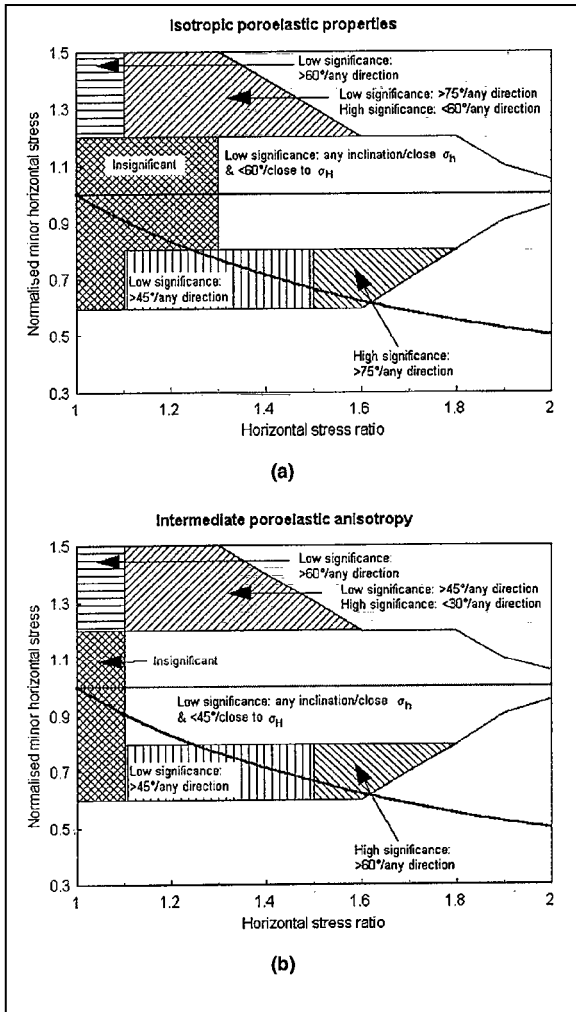 Isotropic poroelastic properties
1.5
1.3
1.1
0.9
0.7
0.5
0.3
Normalised minor horizontal stress
Low significance:
>60°/any direction
Low significance: >75°/any direction
High significance: <60°/any direction
Insignificant
Low significance: any inclination/close σh
& <60°/close to σH
Low significance:
>45°/any direction
High significance:
>75°/any direction
1 1.2 1.4 1.6 1.8 2
Horizontal stress ratio
(a)
Intermediate poroelastic anisotropy
1.5
1.3
1.1
0.9
0.7
0.5
0.3
Normalised minor horizontal stress
Low significance:
>60°/any direction
Low significance: >45°/any direction
High significance: <30°/any direction
Insignificant
Low significance: any inclination/close σh
& <45°/close to σH
Low significance:
>45°/any direction
High significance:
>60°/any direction
1 1.2 1.4 1.6 1.8 2
Horizontal stress ratio
(b)